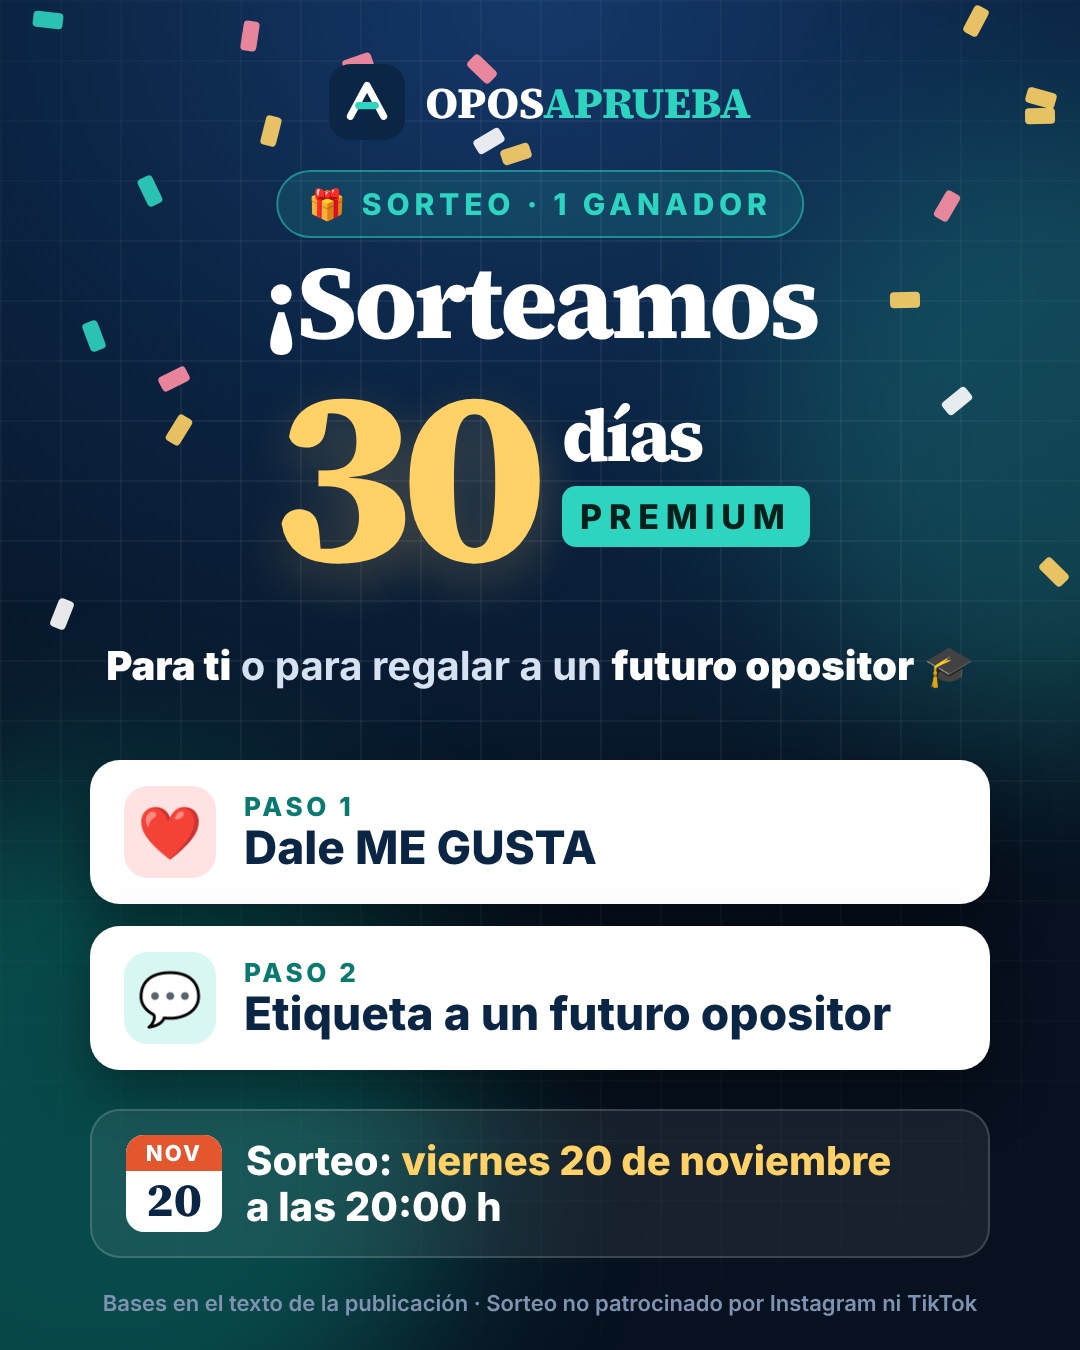 OPOSAPRUEBA
🎁 SORTEO · 1 GANADOR
¡Sorteamos
30 días
PREMIUM
Para ti o para regalar a un futuro opositor 🎓
PASO 1
Dale ME GUSTA
PASO 2
Etiqueta a un futuro opositor
NOV
20
Sorteo: viernes 20 de noviembre
a las 20:00 h
Bases en el texto de la publicación · Sorteo no patrocinado por Instagram ni TikTok